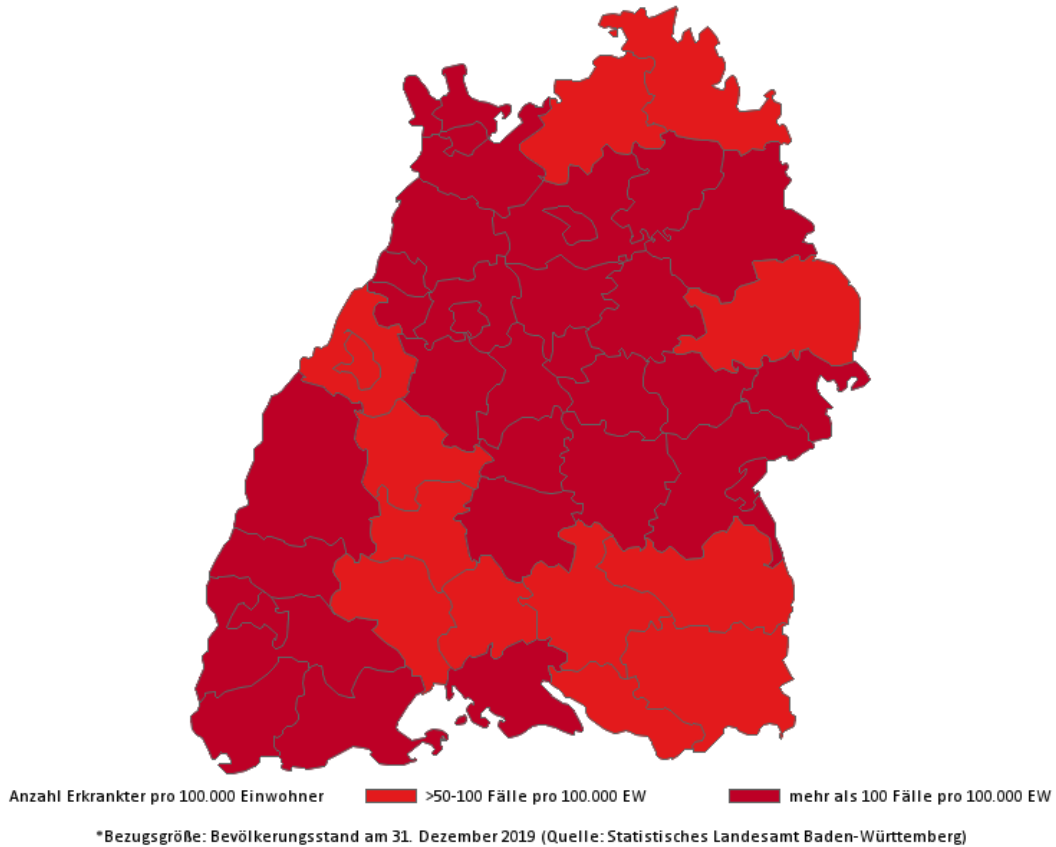 Anzahl Erkrankter pro 100.000 Einwohner >50-100 Fälle pro 100.000 EW mehr als 100 Fälle pro 100.000 EW
*Bezugsgröße: Bevölkerungsstand am 31. Dezember 2019 (Quelle: Statistisches Landesamt Baden-Württemberg)